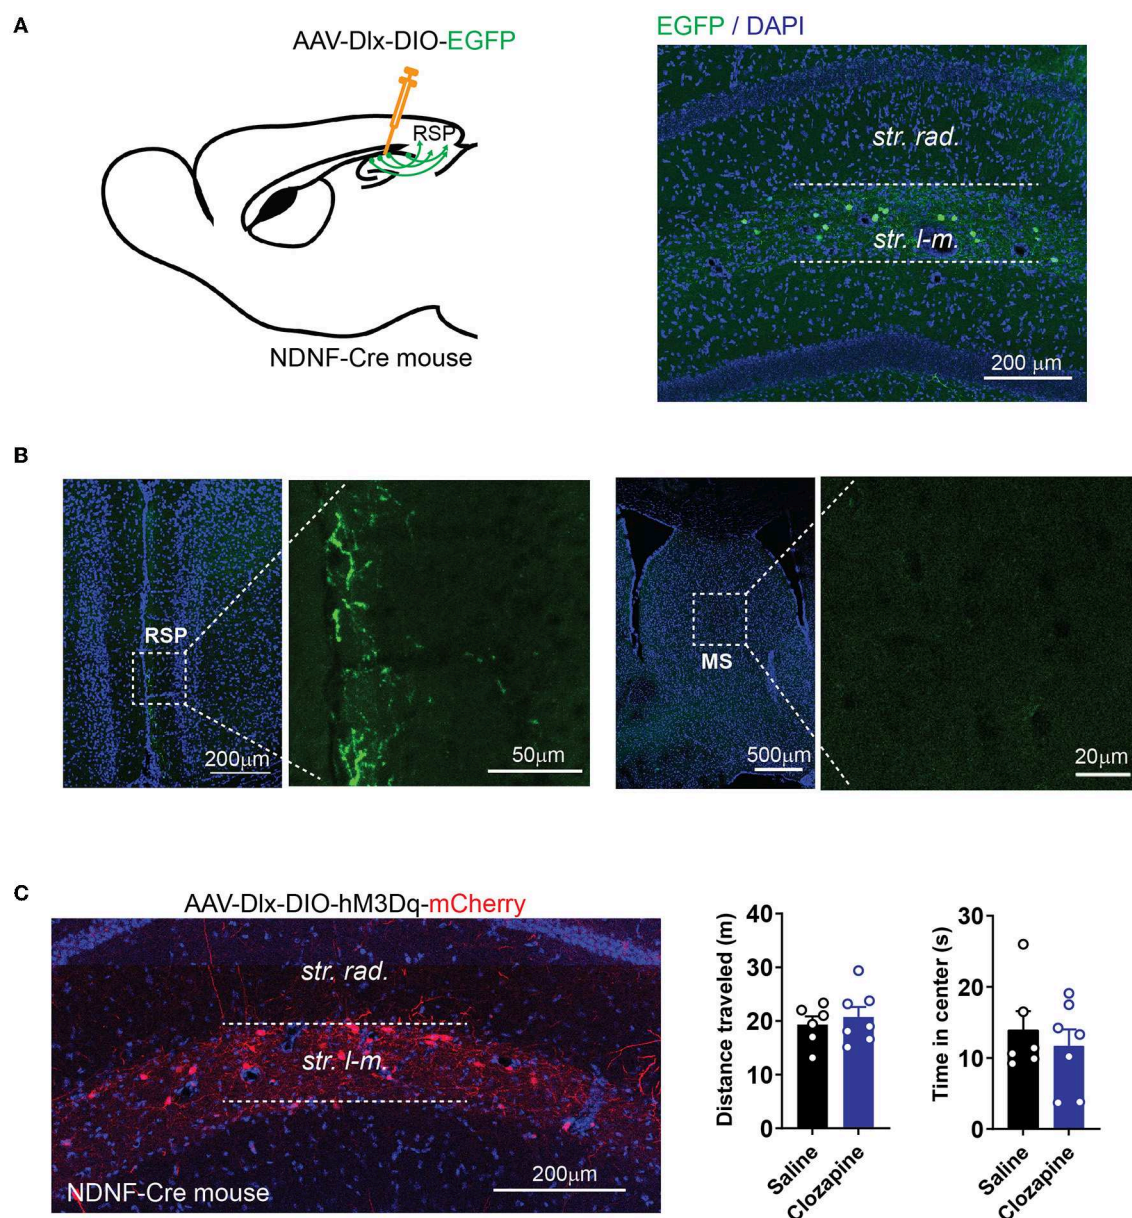 A
AAV-Dlx-DIO-EGFP
RSP
NDNF-Cre mouse
EGFP / DAPI
str. rad.
str. l-m.
200 μm
B
RSP
200μm
50μm
MS
500μm
20μm
C
AAV-Dlx-DIO-hM3Dq-mCherry
str. rad.
str. l-m.
NDNF-Cre mouse
200μm
Distance traveled (m)
40
30
20
10
0
Saline
Clozapine
Time in center (s)
30
20
10
0
Saline
Clozapine